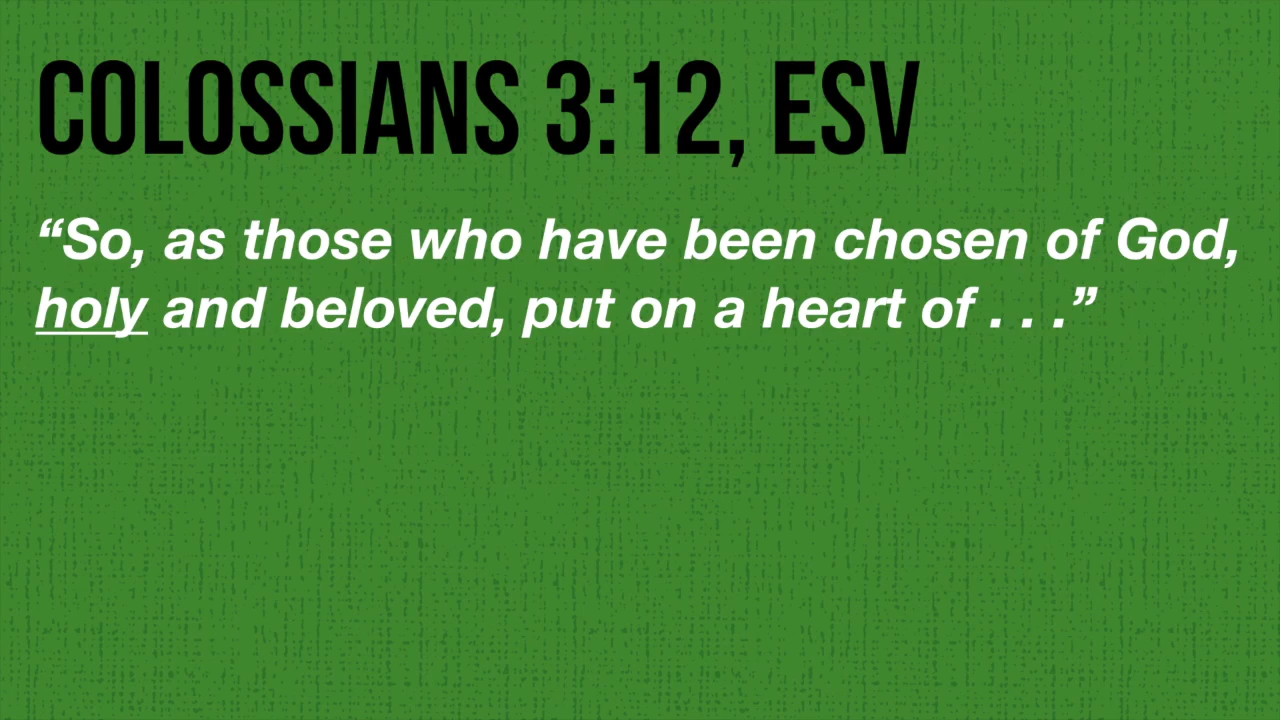 COLOSSIANS 3:12, ESV
“So, as those who have been chosen of God,
holy and beloved, put on a heart of . . .”